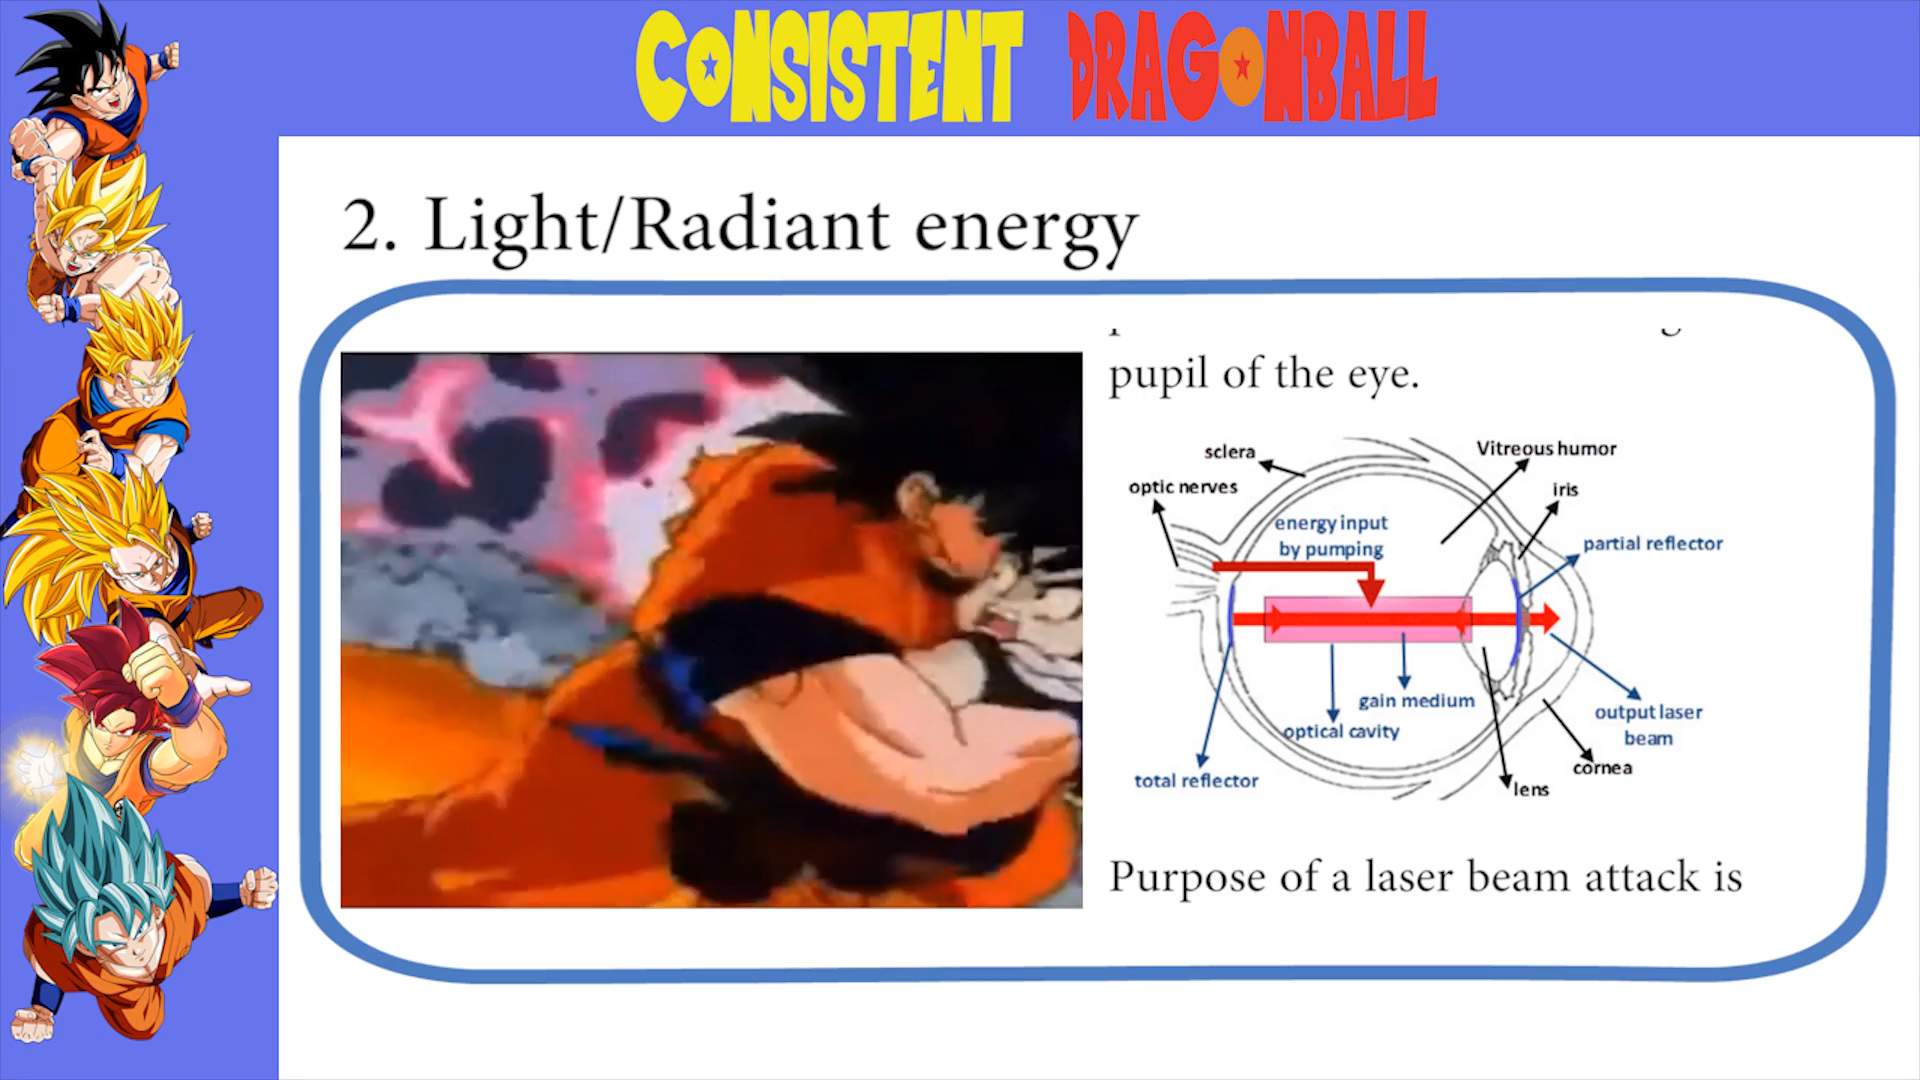 CONSISTENT DRAGONBALL
2. Light/Radiant energy
pupil of the eye.
sclera
Vitreous humor
optic nerves
iris
energy input
by pumping
partial reflector
gain medium
optical cavity
output laser
beam
cornea
total reflector
lens
Purpose of a laser beam attack is